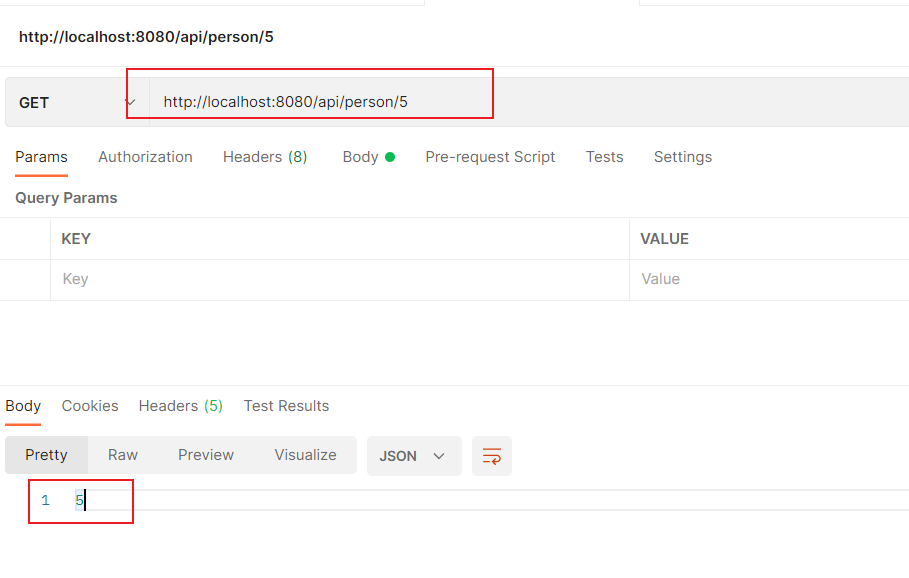 http://localhost:8080/api/person/5
GET http://localhost:8080/api/person/5
Params Authorization Headers (8) Body Pre-request Script Tests Settings
Query Params
KEY VALUE
Key Value
Body Cookies Headers (5) Test Results
Pretty Raw Preview Visualize JSON
1 5